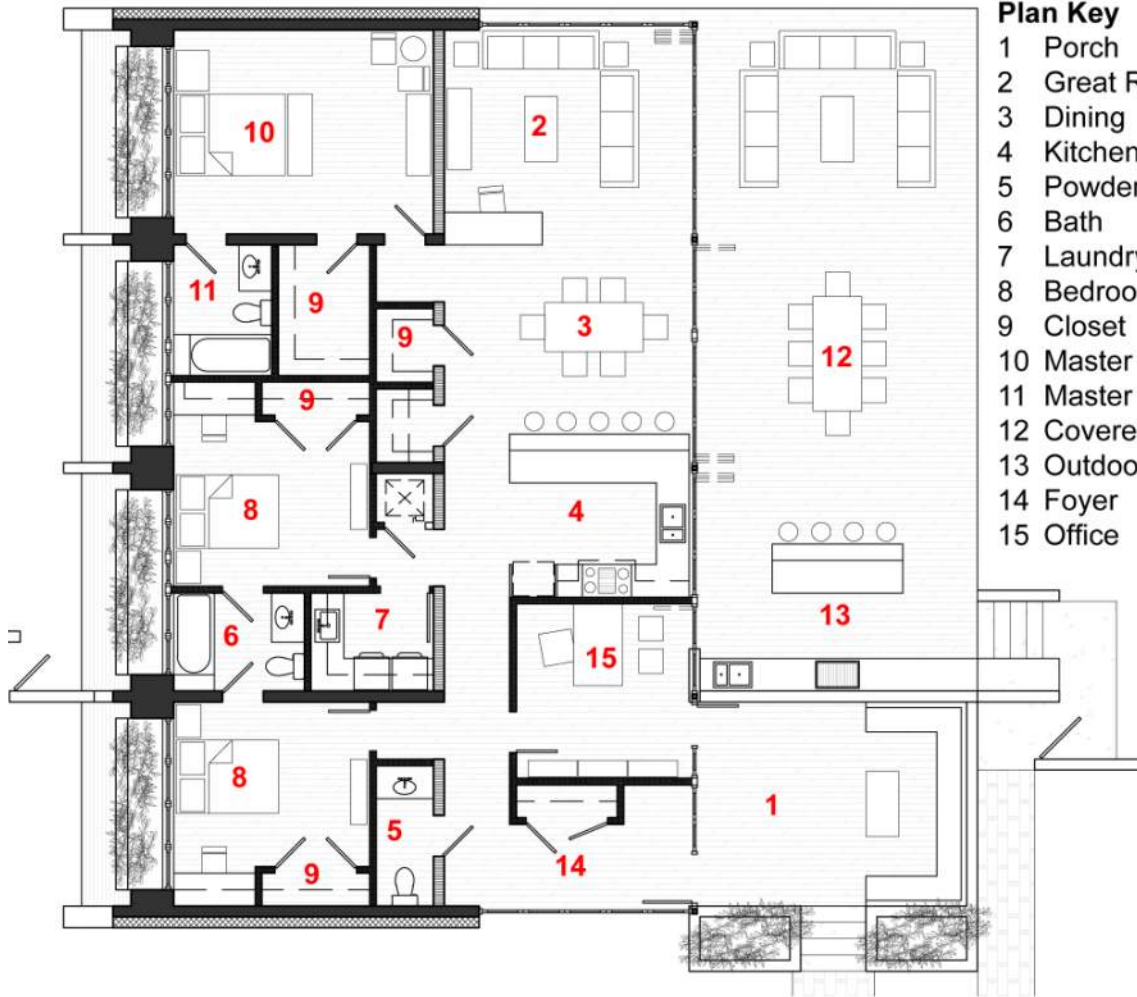 Plan Key
1 Porch
2 Great R
3 Dining
4 Kitchen
5 Powder
6 Bath
7 Laundry
8 Bedroo
9 Closet
10 Master
11 Master
12 Covere
13 Outdoo
14 Foyer
15 Office
10
2
11
9
9
3
12
9
8
4
7
13
6
15
8
1
5
14
9